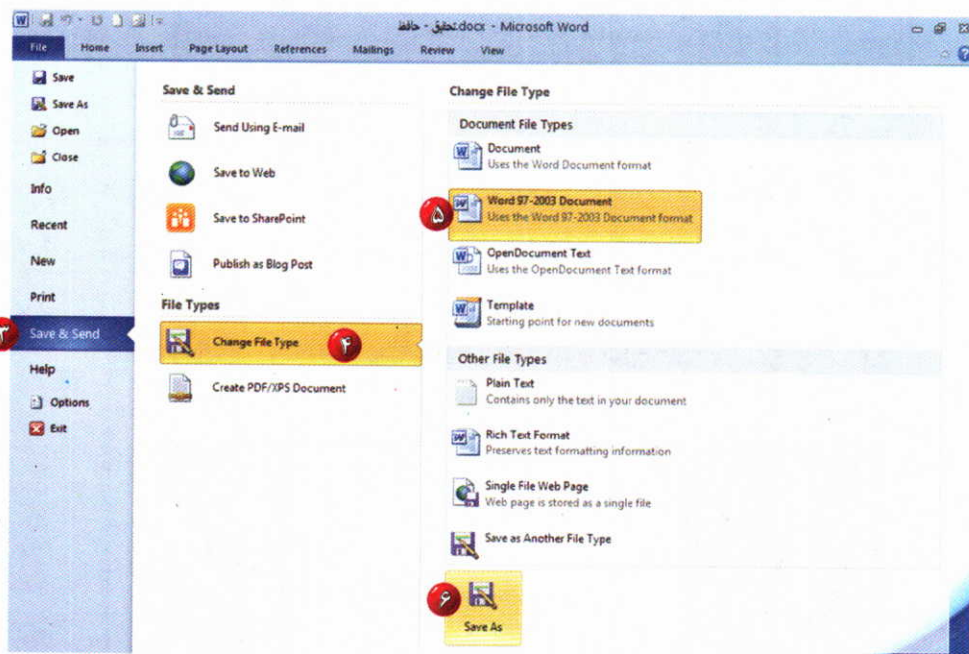 تحقیق - حافظ.docx - Microsoft Word
File Home Insert Page Layout References Mailings Review View
Save
Save As
Open
Close
Info
Recent
New
Print
۳ Save & Send
Help
Options
Exit
Save & Send
Send Using E-mail
Save to Web
Save to SharePoint
Publish as Blog Post
File Types
Change File Type ۴
Create PDF/XPS Document
Change File Type
Document File Types
Document
Uses the Word Document format
۵ Word 97-2003 Document
Uses the Word 97-2003 Document format
OpenDocument Text
Uses the OpenDocument Text format
Template
Starting point for new documents
Other File Types
Plain Text
Contains only the text in your document
Rich Text Format
Preserves text formatting information
Single File Web Page
Web page is stored as a single file
Save as Another File Type
۶
Save As